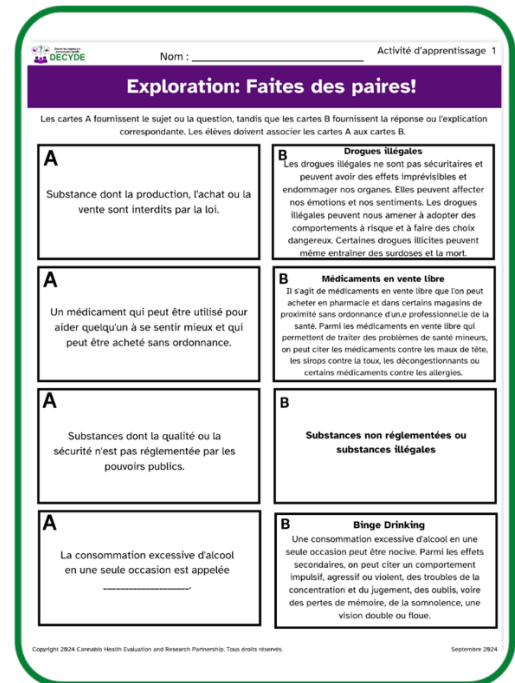 DECYDE
Nom :
Activité d'apprentissage 1
Exploration: Faites des paires!
Les cartes A fournissent le sujet ou la question, tandis que les cartes B fournissent la réponse ou l'explication
correspondante. Les élèves doivent associer les cartes A aux cartes B.
A
Substance dont la production, l'achat ou la
vente sont interdits par la loi.
B
Drogues illégales
Les drogues illégales ne sont pas sécuritaires et
peuvent avoir des effets imprévisibles et
endommager nos organes. Elles peuvent affecter
nos émotions et nos sentiments. Les drogues
illégales peuvent nous amener à adopter des
comportements à risque et à faire des choix
dangereux. Certaines drogues illicites peuvent
même entraîner des surdoses et la mort.
A
Un médicament qui peut être utilisé pour
aider quelqu'un à se sentir mieux et qui
peut être acheté sans ordonnance.
B
Médicaments en vente libre
Il s'agit de médicaments en vente libre que l'on peut
acheter en pharmacie et dans certains magasins de
proximité sans ordonnance d'un.e professionnel.le de la
santé. Parmi les médicaments en vente libre qui
permettent de traiter des problèmes de santé mineurs,
on peut citer les médicaments contre les maux de tête,
les sirops contre la toux, les décongestionnants ou
certains médicaments contre les allergies.
A
Substances dont la qualité ou la
sécurité n'est pas réglementée par les
pouvoirs publics.
B
Substances non réglementées ou
substances illégales
A
La consommation excessive d'alcool
en une seule occasion est appelée
____________________.
B
Binge Drinking
Une consommation excessive d'alcool en une
seule occasion peut être nocive. Parmi les effets
secondaires, on peut citer un comportement
impulsif, agressif ou violent, des troubles de la
concentration et du jugement, des oublis, voire
des pertes de mémoire, de la somnolence, une
vision double ou floue.
Copyright 2024 Cannabis Health Evaluation and Research Partnership. Tous droits réservés.
Septembre 2024